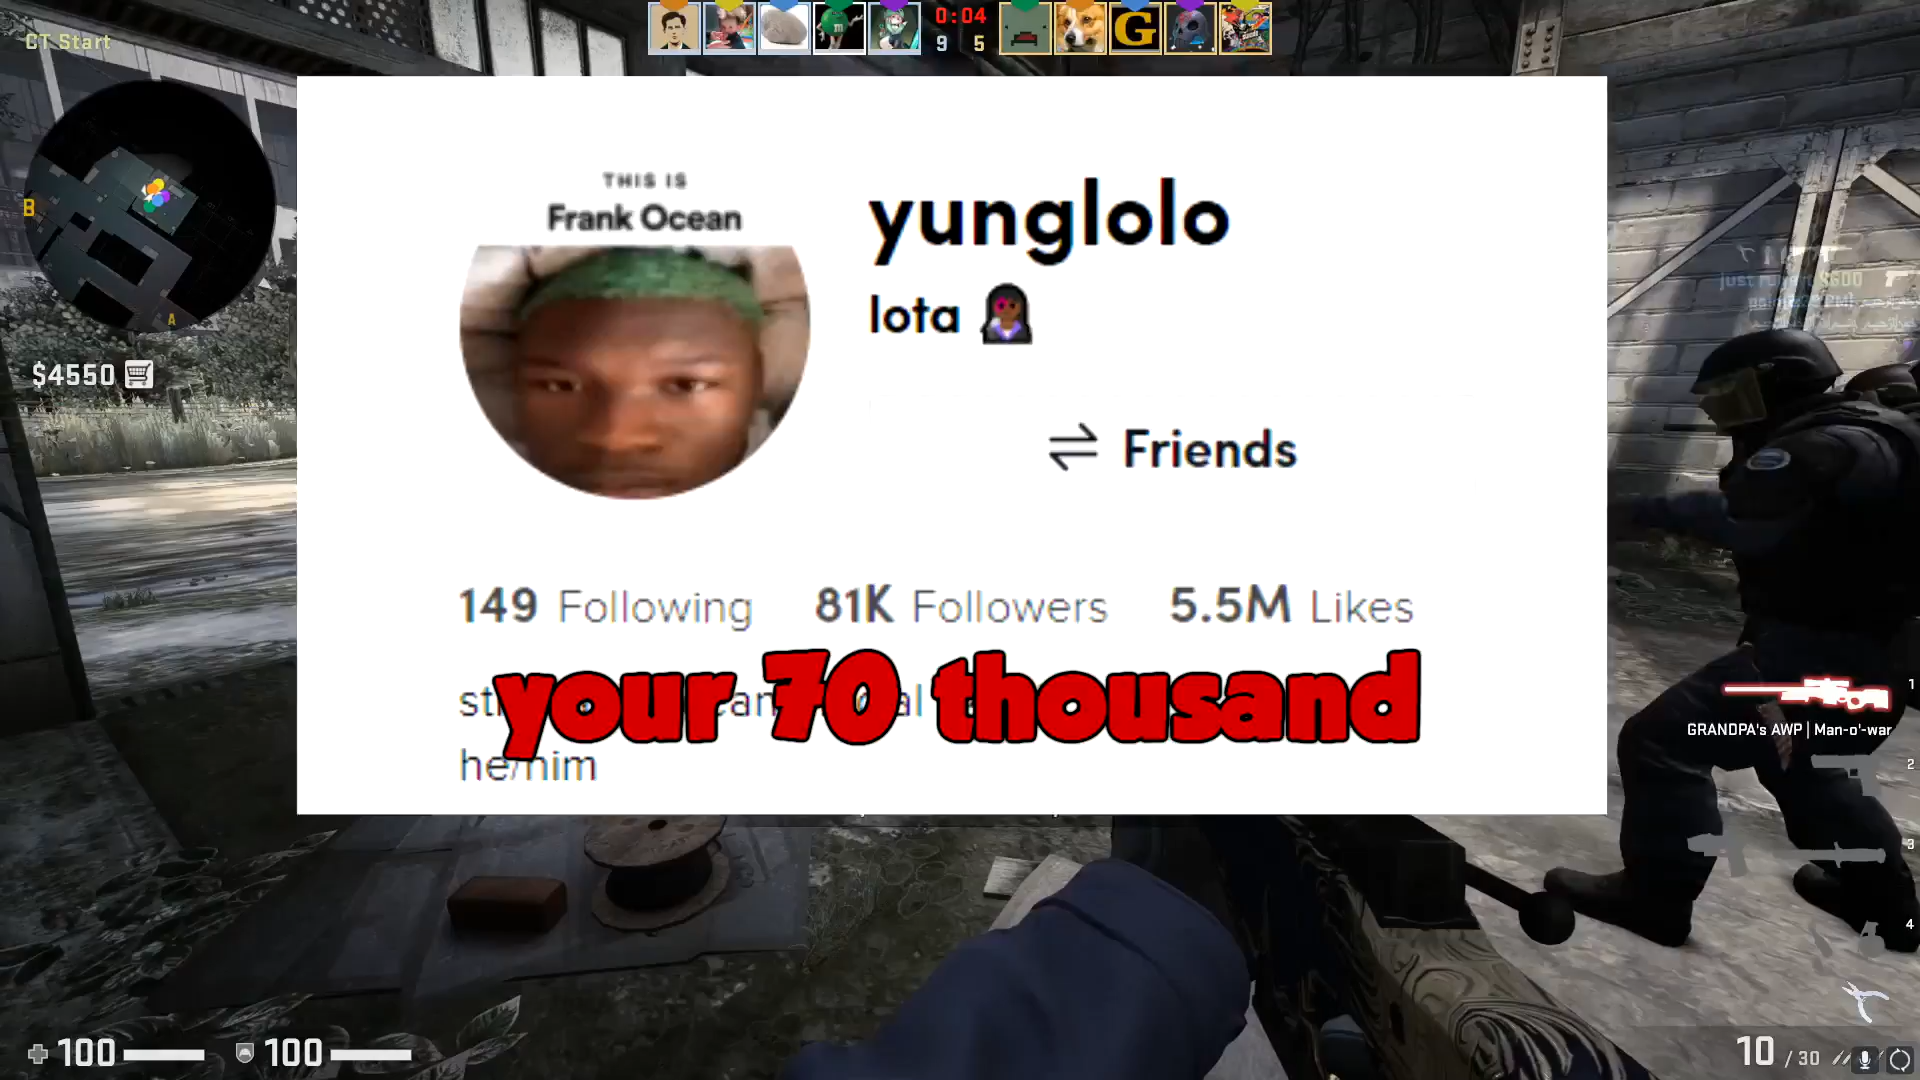 CT Start
0:04
9 5
G
B
A
$4550
THIS IS
Frank Ocean
yunglolo
lota
Friends
149 Following 81K Followers 5.5M Likes
your 70 thousand
he/him
1
GRANDPA's AWP | Man-o'-war
2
3
4
100 100
10 / 30